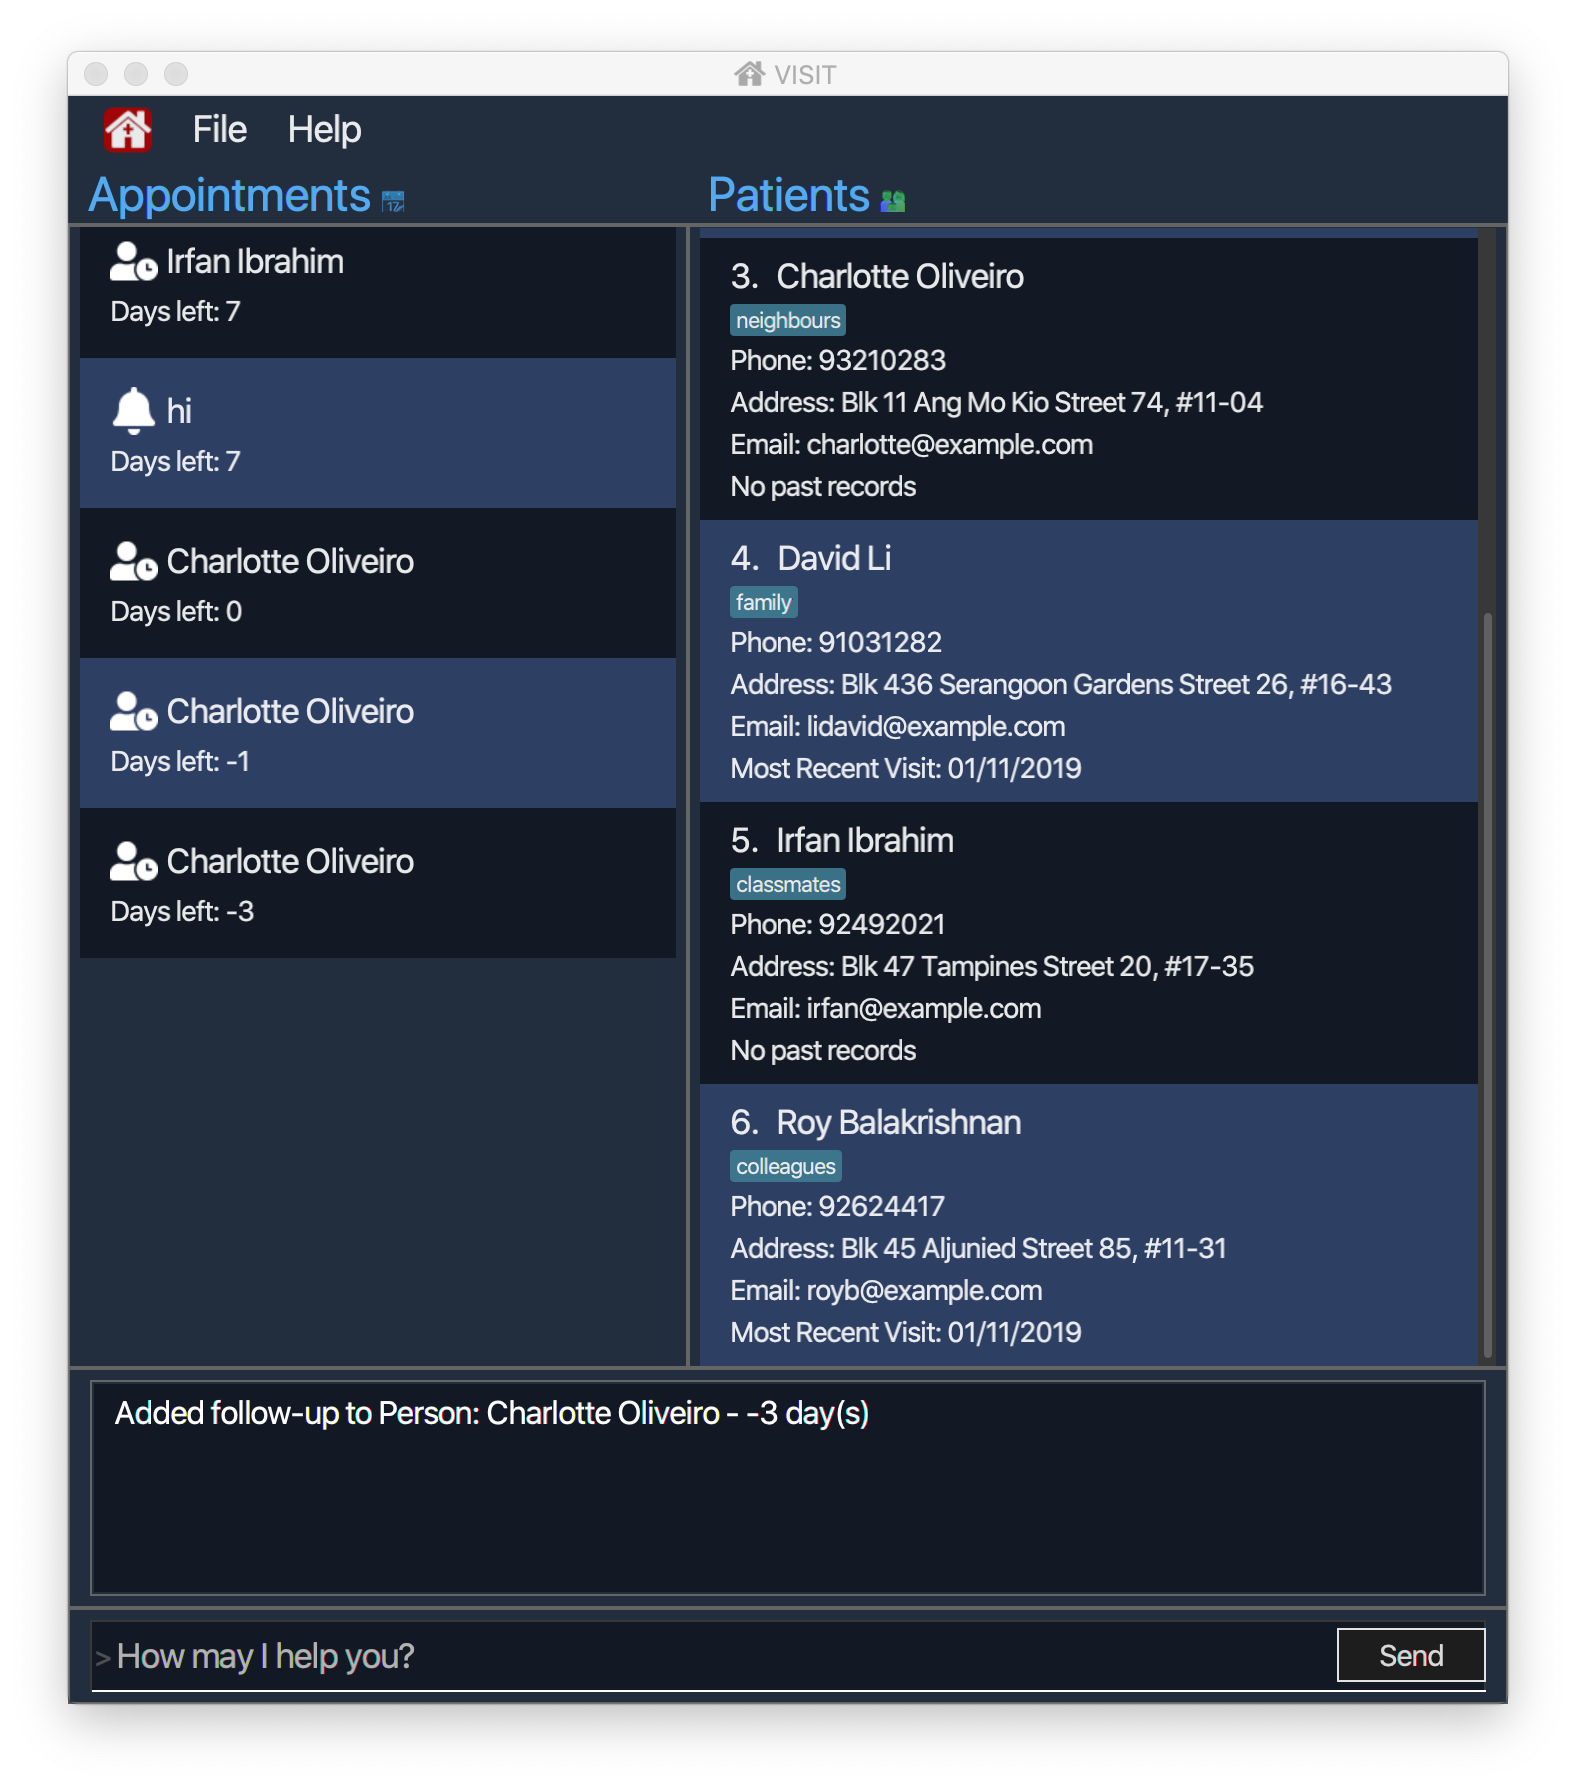 VISIT
File Help
Appointments
Irfan Ibrahim
Days left: 7
hi
Days left: 7
Charlotte Oliveiro
Days left: 0
Charlotte Oliveiro
Days left: -1
Charlotte Oliveiro
Days left: -3
Patients
3. Charlotte Oliveiro
neighbours
Phone: 93210283
Address: Blk 11 Ang Mo Kio Street 74, #11-04
Email: charlotte@example.com
No past records
4. David Li
family
Phone: 91031282
Address: Blk 436 Serangoon Gardens Street 26, #16-43
Email: lidavid@example.com
Most Recent Visit: 01/11/2019
5. Irfan Ibrahim
classmates
Phone: 92492021
Address: Blk 47 Tampines Street 20, #17-35
Email: irfan@example.com
No past records
6. Roy Balakrishnan
colleagues
Phone: 92624417
Address: Blk 45 Aljunied Street 85, #11-31
Email: royb@example.com
Most Recent Visit: 01/11/2019
Added follow-up to Person: Charlotte Oliveiro - -3 day(s)
> How may I help you?
Send